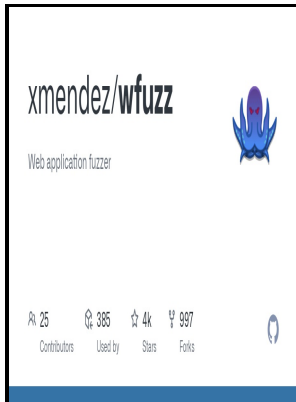 xmendez/wfuzz
Web application fuzzer
25 385 4k 997
Contributors Used by Stars Forks